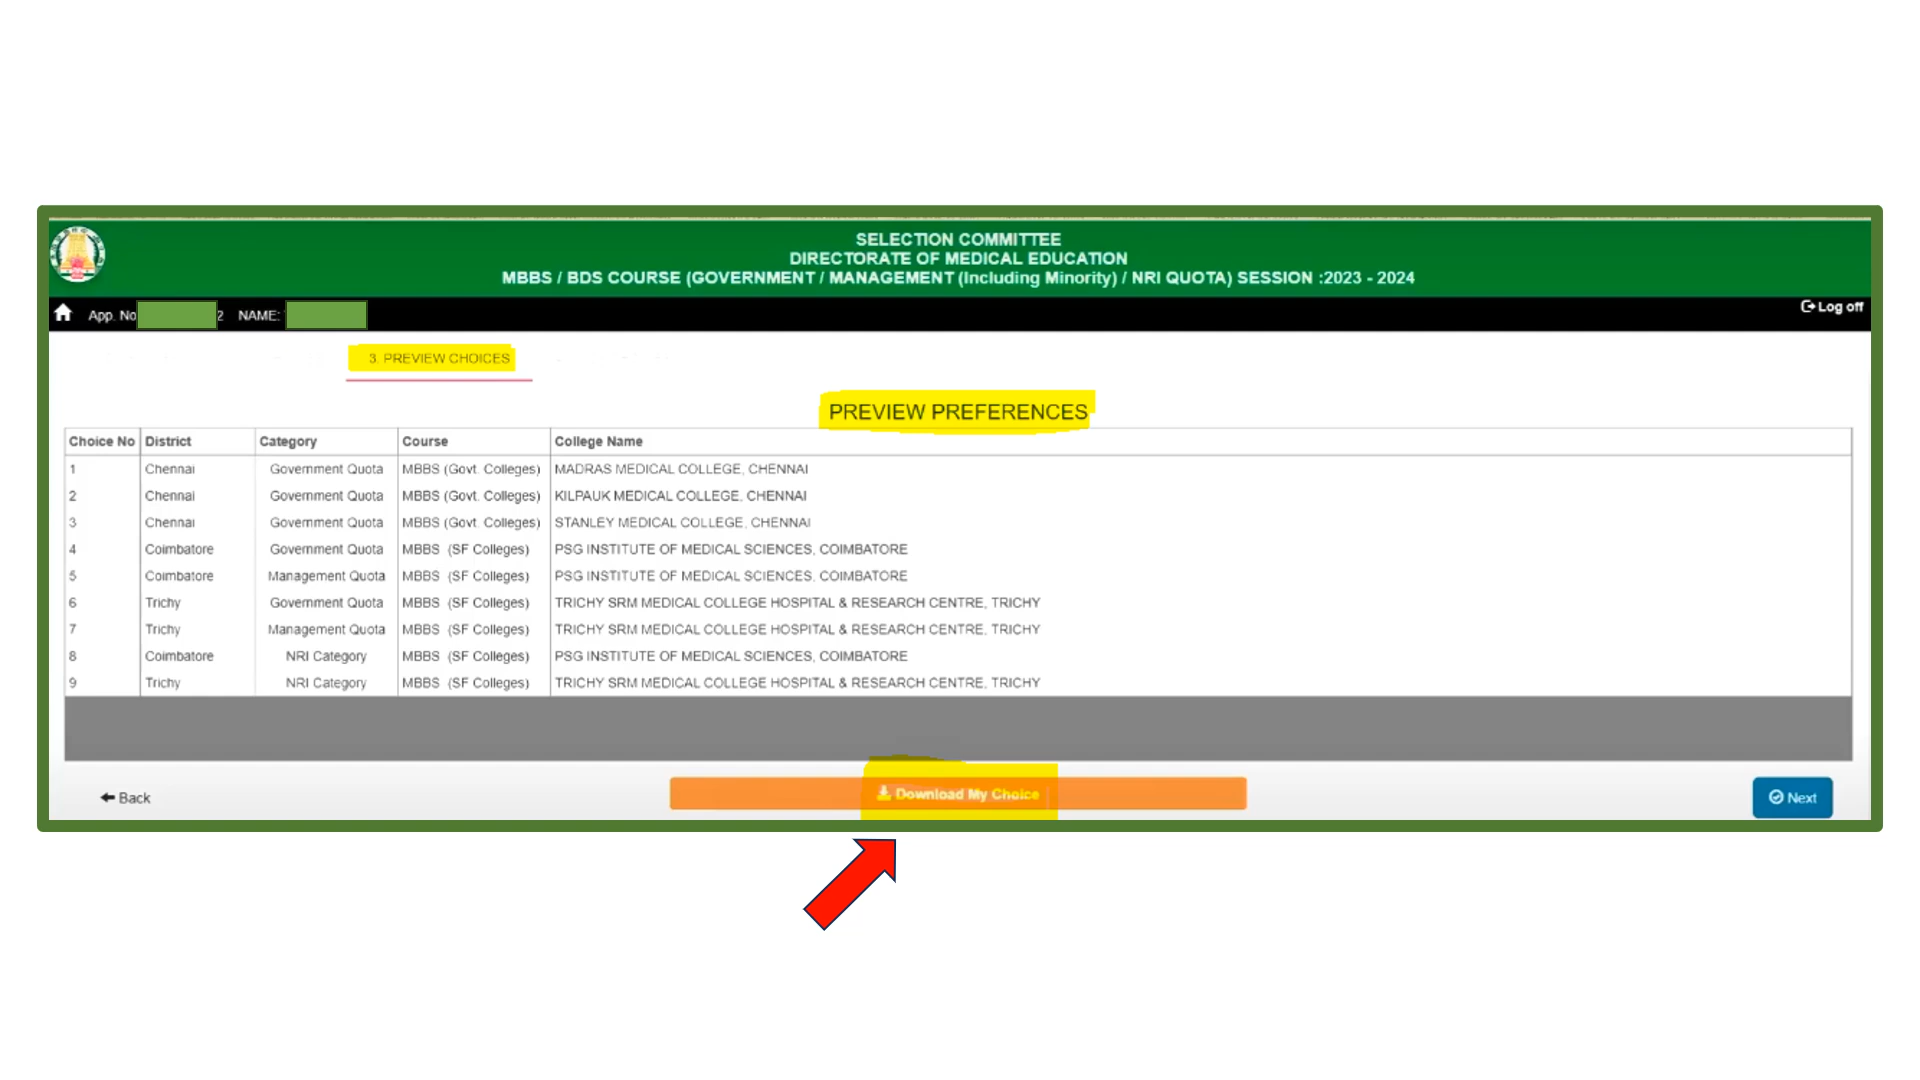 SELECTION COMMITTEE
DIRECTORATE OF MEDICAL EDUCATION
MBBS / BDS COURSE (GOVERNMENT / MANAGEMENT (Including Minority) / NRI QUOTA) SESSION :2023 - 2024
App. No 2 NAME: Log off
3. PREVIEW CHOICES
PREVIEW PREFERENCES
Choice No District Category Course College Name
1 Chennai Government Quota MBBS (Govt. Colleges) MADRAS MEDICAL COLLEGE, CHENNAI
2 Chennai Government Quota MBBS (Govt. Colleges) KILPAUK MEDICAL COLLEGE, CHENNAI
3 Chennai Government Quota MBBS (Govt. Colleges) STANLEY MEDICAL COLLEGE, CHENNAI
4 Coimbatore Government Quota MBBS (SF Colleges) PSG INSTITUTE OF MEDICAL SCIENCES, COIMBATORE
5 Coimbatore Management Quota MBBS (SF Colleges) PSG INSTITUTE OF MEDICAL SCIENCES, COIMBATORE
6 Trichy Government Quota MBBS (SF Colleges) TRICHY SRM MEDICAL COLLEGE HOSPITAL & RESEARCH CENTRE, TRICHY
7 Trichy Management Quota MBBS (SF Colleges) TRICHY SRM MEDICAL COLLEGE HOSPITAL & RESEARCH CENTRE, TRICHY
8 Coimbatore NRI Category MBBS (SF Colleges) PSG INSTITUTE OF MEDICAL SCIENCES, COIMBATORE
9 Trichy NRI Category MBBS (SF Colleges) TRICHY SRM MEDICAL COLLEGE HOSPITAL & RESEARCH CENTRE, TRICHY
Back Download My Choice Next